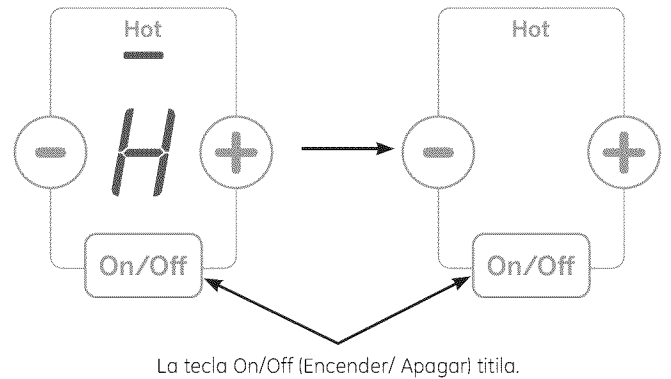 Hot Hot
- H + - +
On/Off On/Off
La tecla On/Off (Encender/ Apagar) titila.